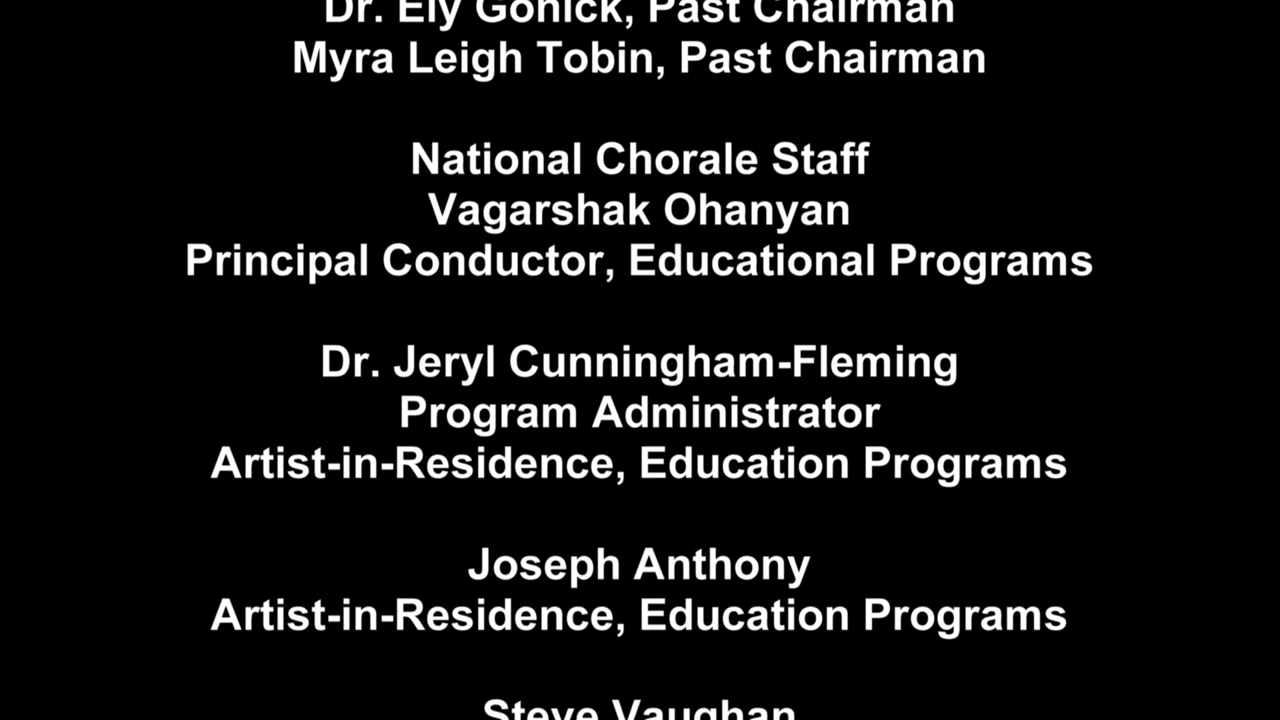 Dr. Ely Gonick, Past Chairman
Myra Leigh Tobin, Past Chairman
National Chorale Staff
Vagarshak Ohanyan
Principal Conductor, Educational Programs
Dr. Jeryl Cunningham-Fleming
Program Administrator
Artist-in-Residence, Education Programs
Joseph Anthony
Artist-in-Residence, Education Programs
Steve Vaughan